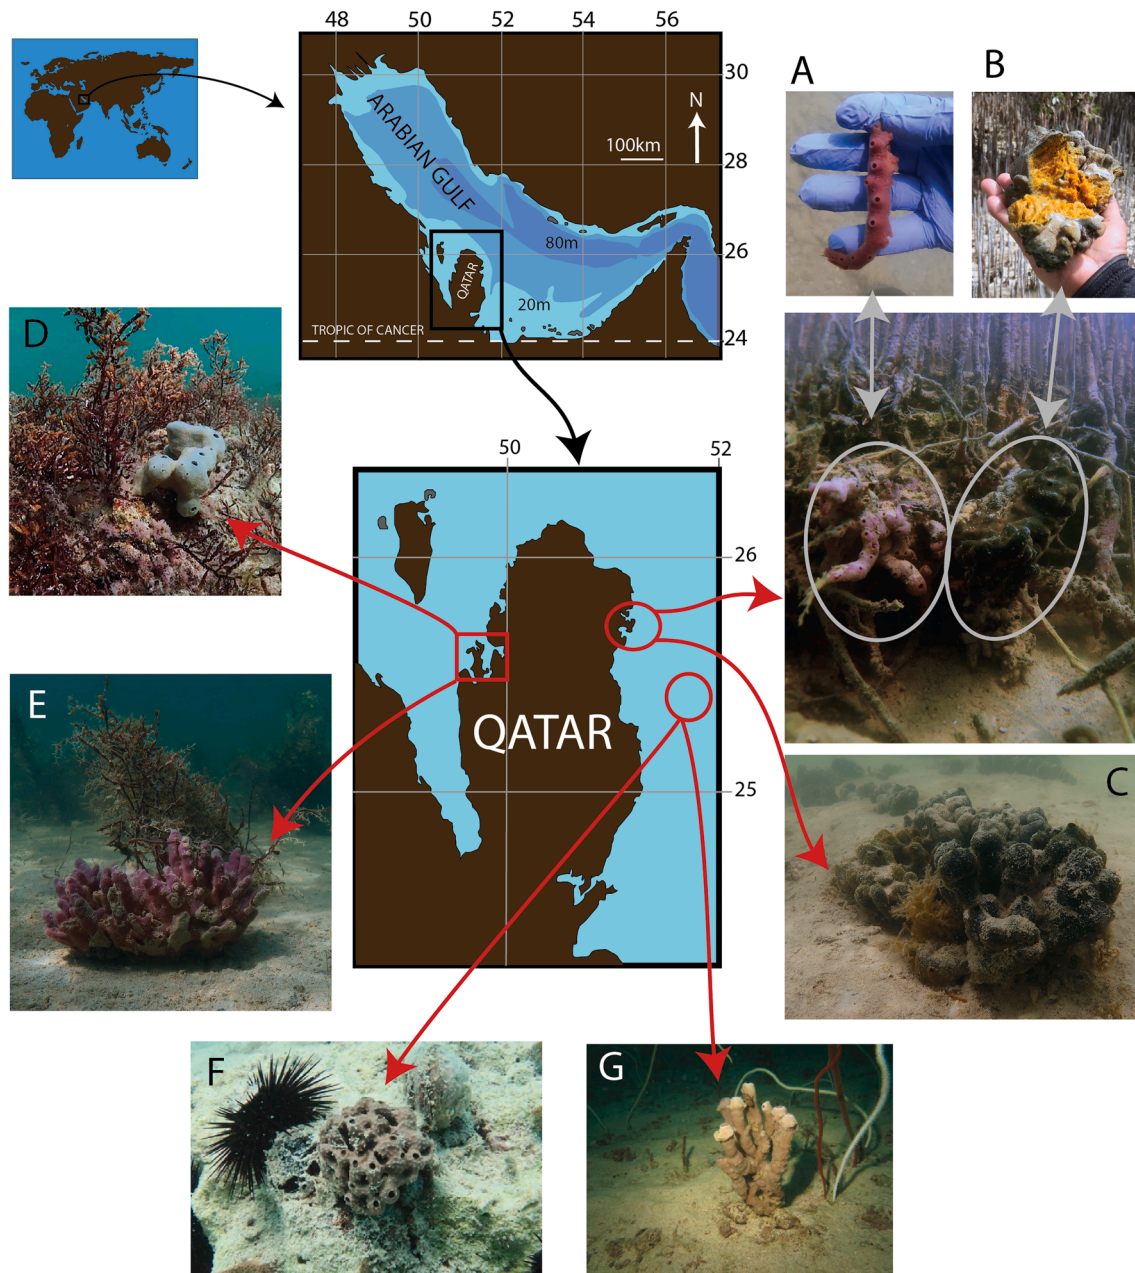 48 50 52 54 56
30
28
26
24
ARABIAN GULF
N
100km
80m
20m
QATAR
TROPIC OF CANCER
A
B
D
50 52
26
25
QATAR
E
C
F
G